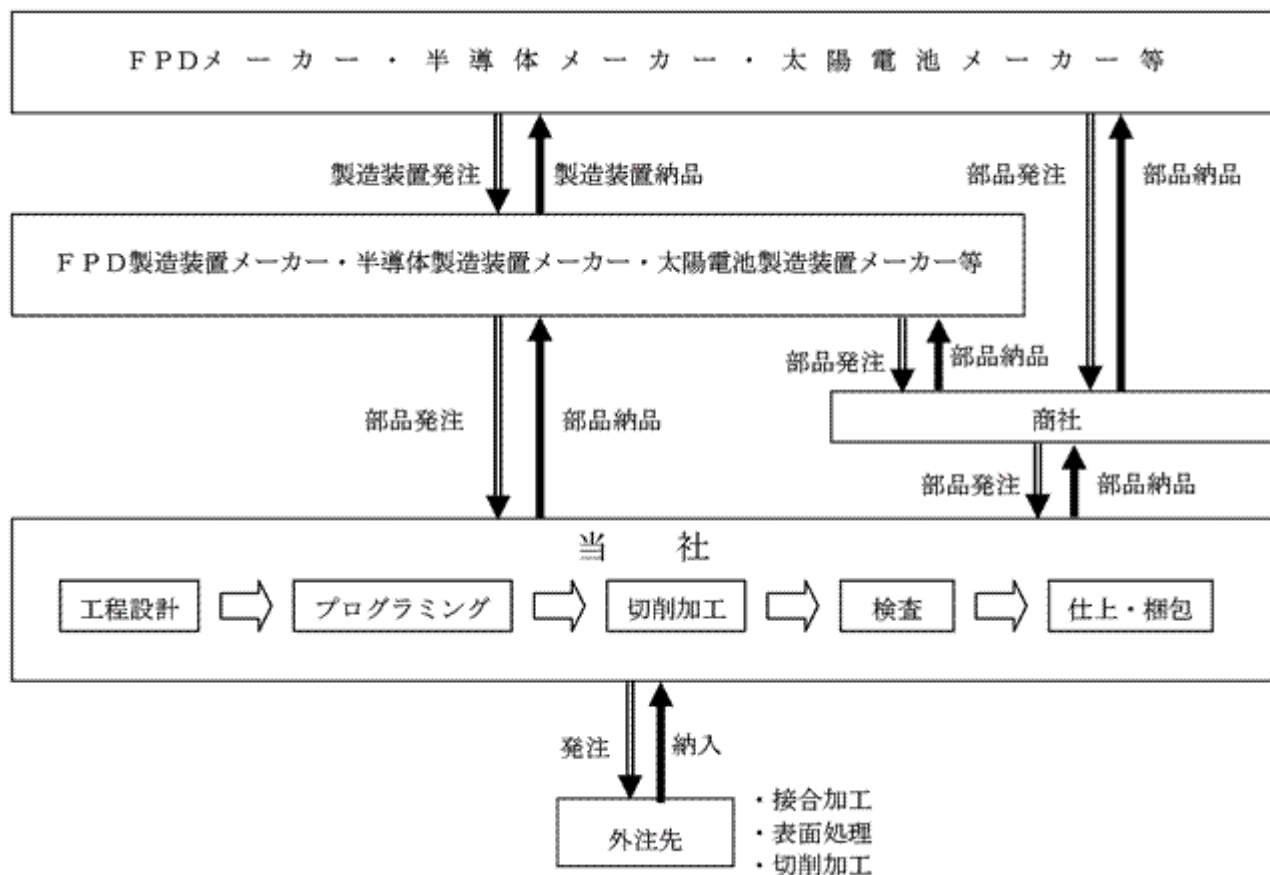 FPDメーカー・半導体メーカー・太陽電池メーカー等
製造装置発注
製造装置納品
部品発注
部品納品
FPD製造装置メーカー・半導体製造装置メーカー・太陽電池製造装置メーカー等
部品発注
部品納品
部品発注
部品納品
商社
部品発注
部品納品
当社
工程設計
プログラミング
切削加工
検査
仕上・梱包
発注
納入
外注先
・接合加工
・表面処理
・切削加工